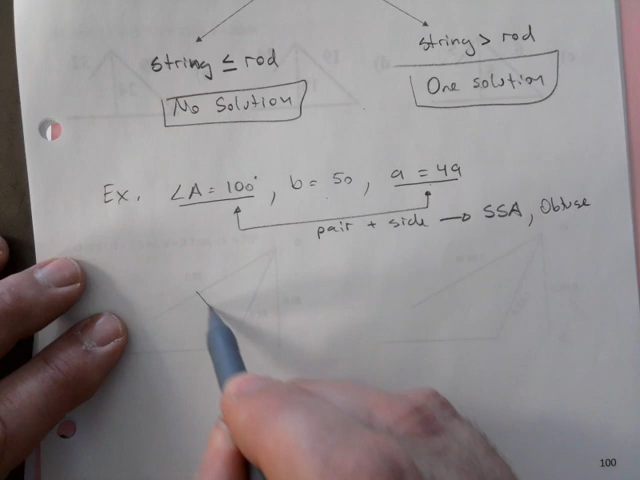 string ≤ rod
string > rod
No Solution
One solution
Ex. ∠A = 100°, b = 50, a = 49
pair + side → SSA, Obtuse
100